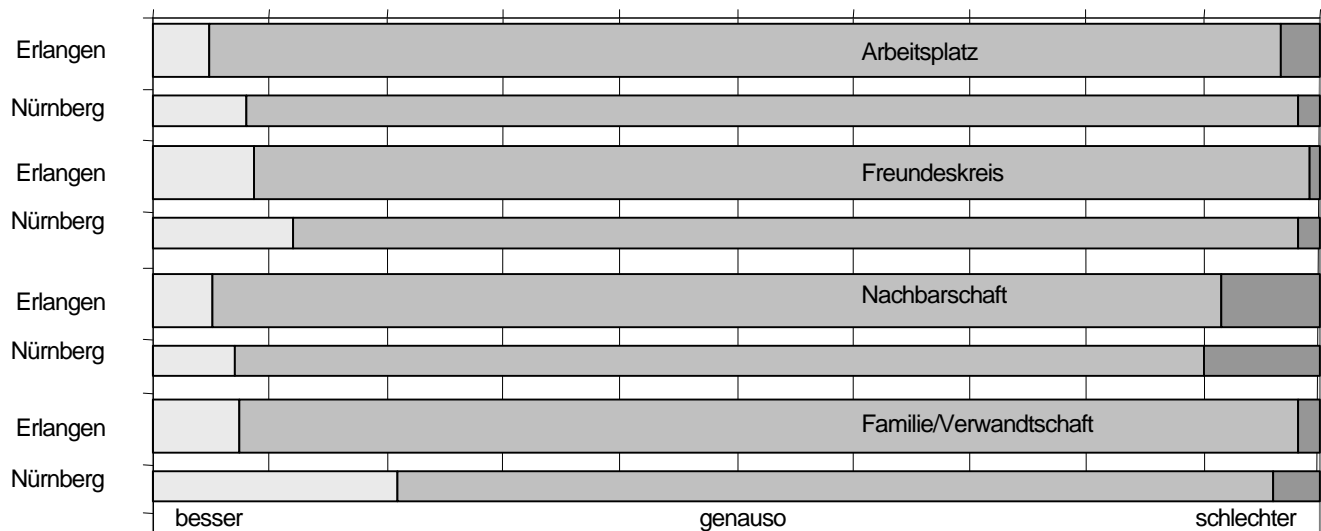 Erlangen Arbeitsplatz
Nürnberg
Erlangen Freundeskreis
Nürnberg
Erlangen Nachbarschaft
Nürnberg
Erlangen Familie/Verwandtschaft
Nürnberg
besser genauso schlechter